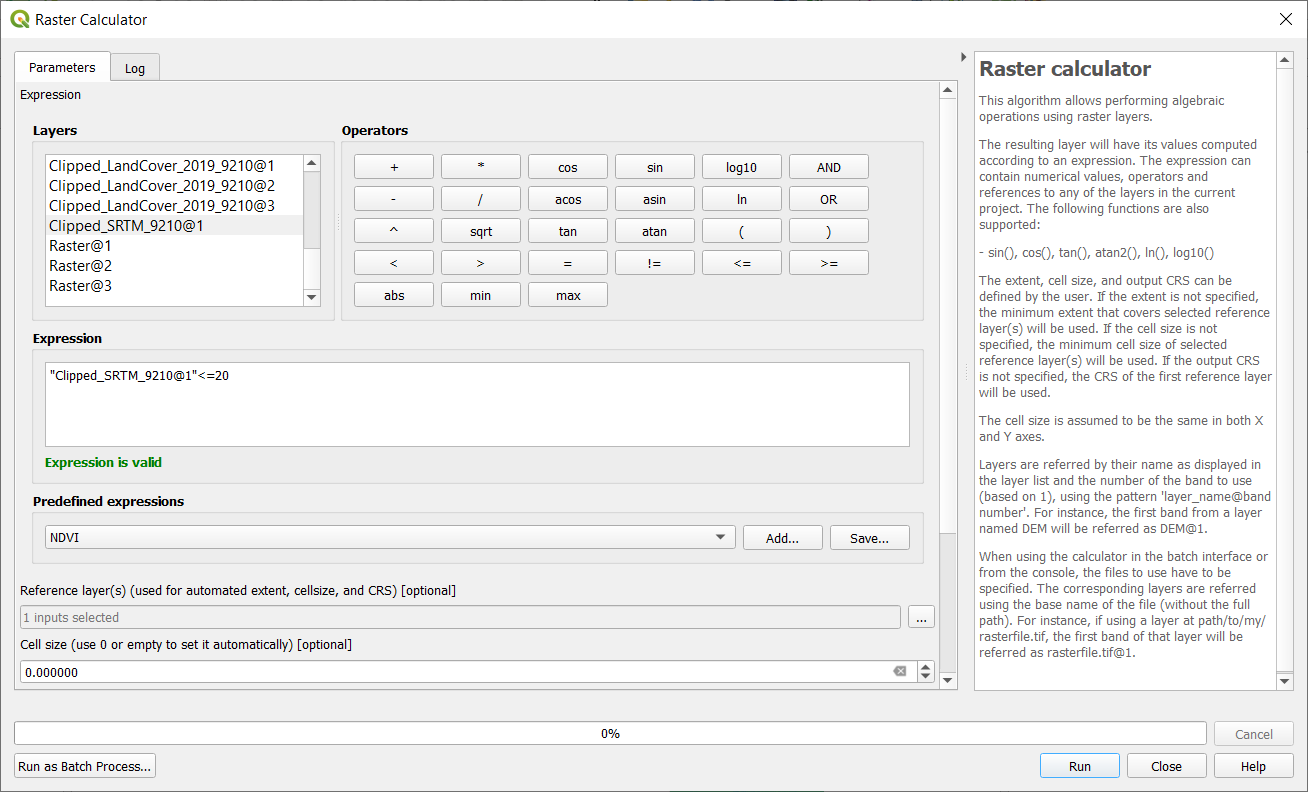 Raster Calculator
Parameters
Log
Expression
Layers
Clipped_LandCover_2019_9210@1
Clipped_LandCover_2019_9210@2
Clipped_LandCover_2019_9210@3
Clipped_SRTM_9210@1
Raster@1
Raster@2
Raster@3
Operators
+ * cos sin log10 AND
- / acos asin ln OR
^ sqrt tan atan ( )
< > = != <= >=
abs min max
Expression
"Clipped_SRTM_9210@1"<=20
Expression is valid
Predefined expressions
NDVI
Add...
Save...
Reference layer(s) (used for automated extent, cellsize, and CRS) [optional]
1 inputs selected
...
Cell size (use 0 or empty to set it automatically) [optional]
0.000000
Raster calculator
This algorithm allows performing algebraic
operations using raster layers.
The resulting layer will have its values computed
according to an expression. The expression can
contain numerical values, operators and
references to any of the layers in the current
project. The following functions are also
supported:
- sin(), cos(), tan(), atan2(), ln(), log10()
The extent, cell size, and output CRS can be
defined by the user. If the extent is not specified,
the minimum extent that covers selected reference
layer(s) will be used. If the cell size is not
specified, the minimum cell size of selected
reference layer(s) will be used. If the output CRS
is not specified, the CRS of the first reference layer
will be used.
The cell size is assumed to be the same in both X
and Y axes.
Layers are referred by their name as displayed in
the layer list and the number of the band to use
(based on 1), using the pattern 'layer_name@band
number'. For instance, the first band from a layer
named DEM will be referred as DEM@1.
When using the calculator in the batch interface or
from the console, the files to use have to be
specified. The corresponding layers are referred
using the base name of the file (without the full
path). For instance, if using a layer at path/to/my/
rasterfile.tif, the first band of that layer will be
referred as rasterfile.tif@1.
0%
Cancel
Run as Batch Process...
Run
Close
Help